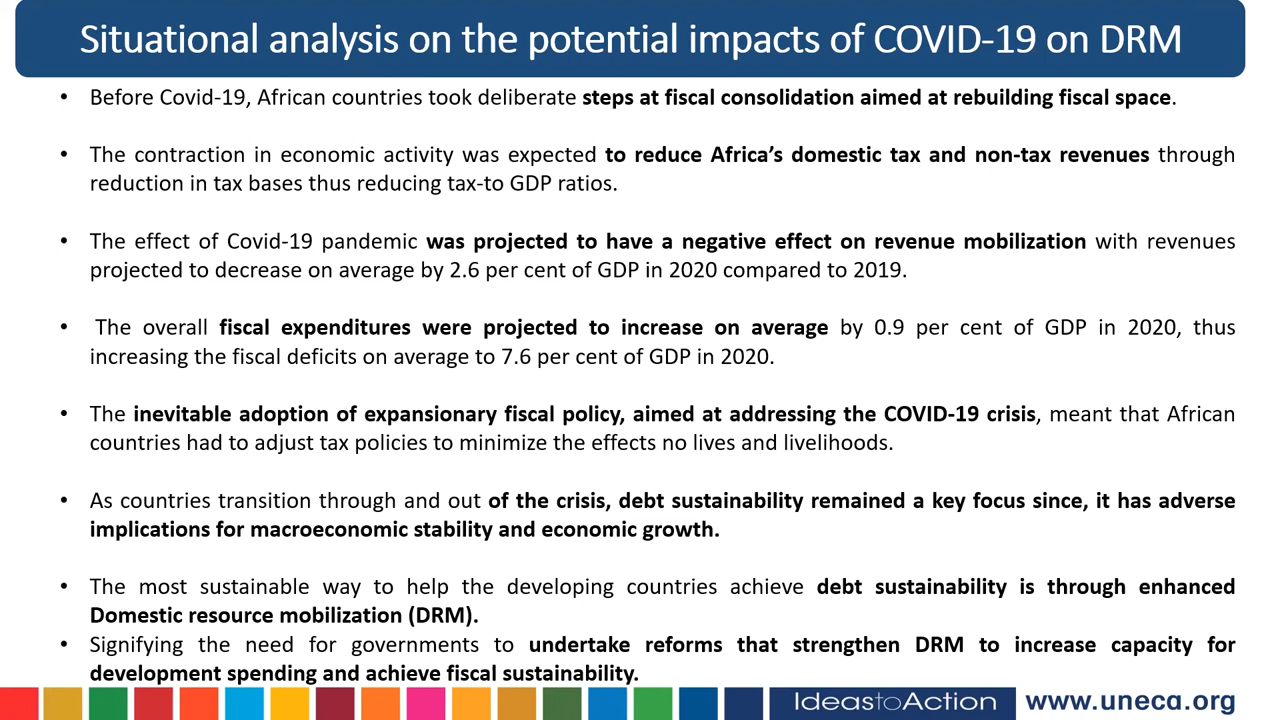 Situational analysis on the potential impacts of COVID-19 on DRM
• Before Covid-19, African countries took deliberate steps at fiscal consolidation aimed at rebuilding fiscal space.
• The contraction in economic activity was expected to reduce Africa’s domestic tax and non-tax revenues through
reduction in tax bases thus reducing tax-to GDP ratios.
• The effect of Covid-19 pandemic was projected to have a negative effect on revenue mobilization with revenues
projected to decrease on average by 2.6 per cent of GDP in 2020 compared to 2019.
• The overall fiscal expenditures were projected to increase on average by 0.9 per cent of GDP in 2020, thus
increasing the fiscal deficits on average to 7.6 per cent of GDP in 2020.
• The inevitable adoption of expansionary fiscal policy, aimed at addressing the COVID-19 crisis, meant that African
countries had to adjust tax policies to minimize the effects no lives and livelihoods.
• As countries transition through and out of the crisis, debt sustainability remained a key focus since, it has adverse
implications for macroeconomic stability and economic growth.
• The most sustainable way to help the developing countries achieve debt sustainability is through enhanced
Domestic resource mobilization (DRM).
• Signifying the need for governments to undertake reforms that strengthen DRM to increase capacity for
development spending and achieve fiscal sustainability.
IdeastoAction www.uneca.org